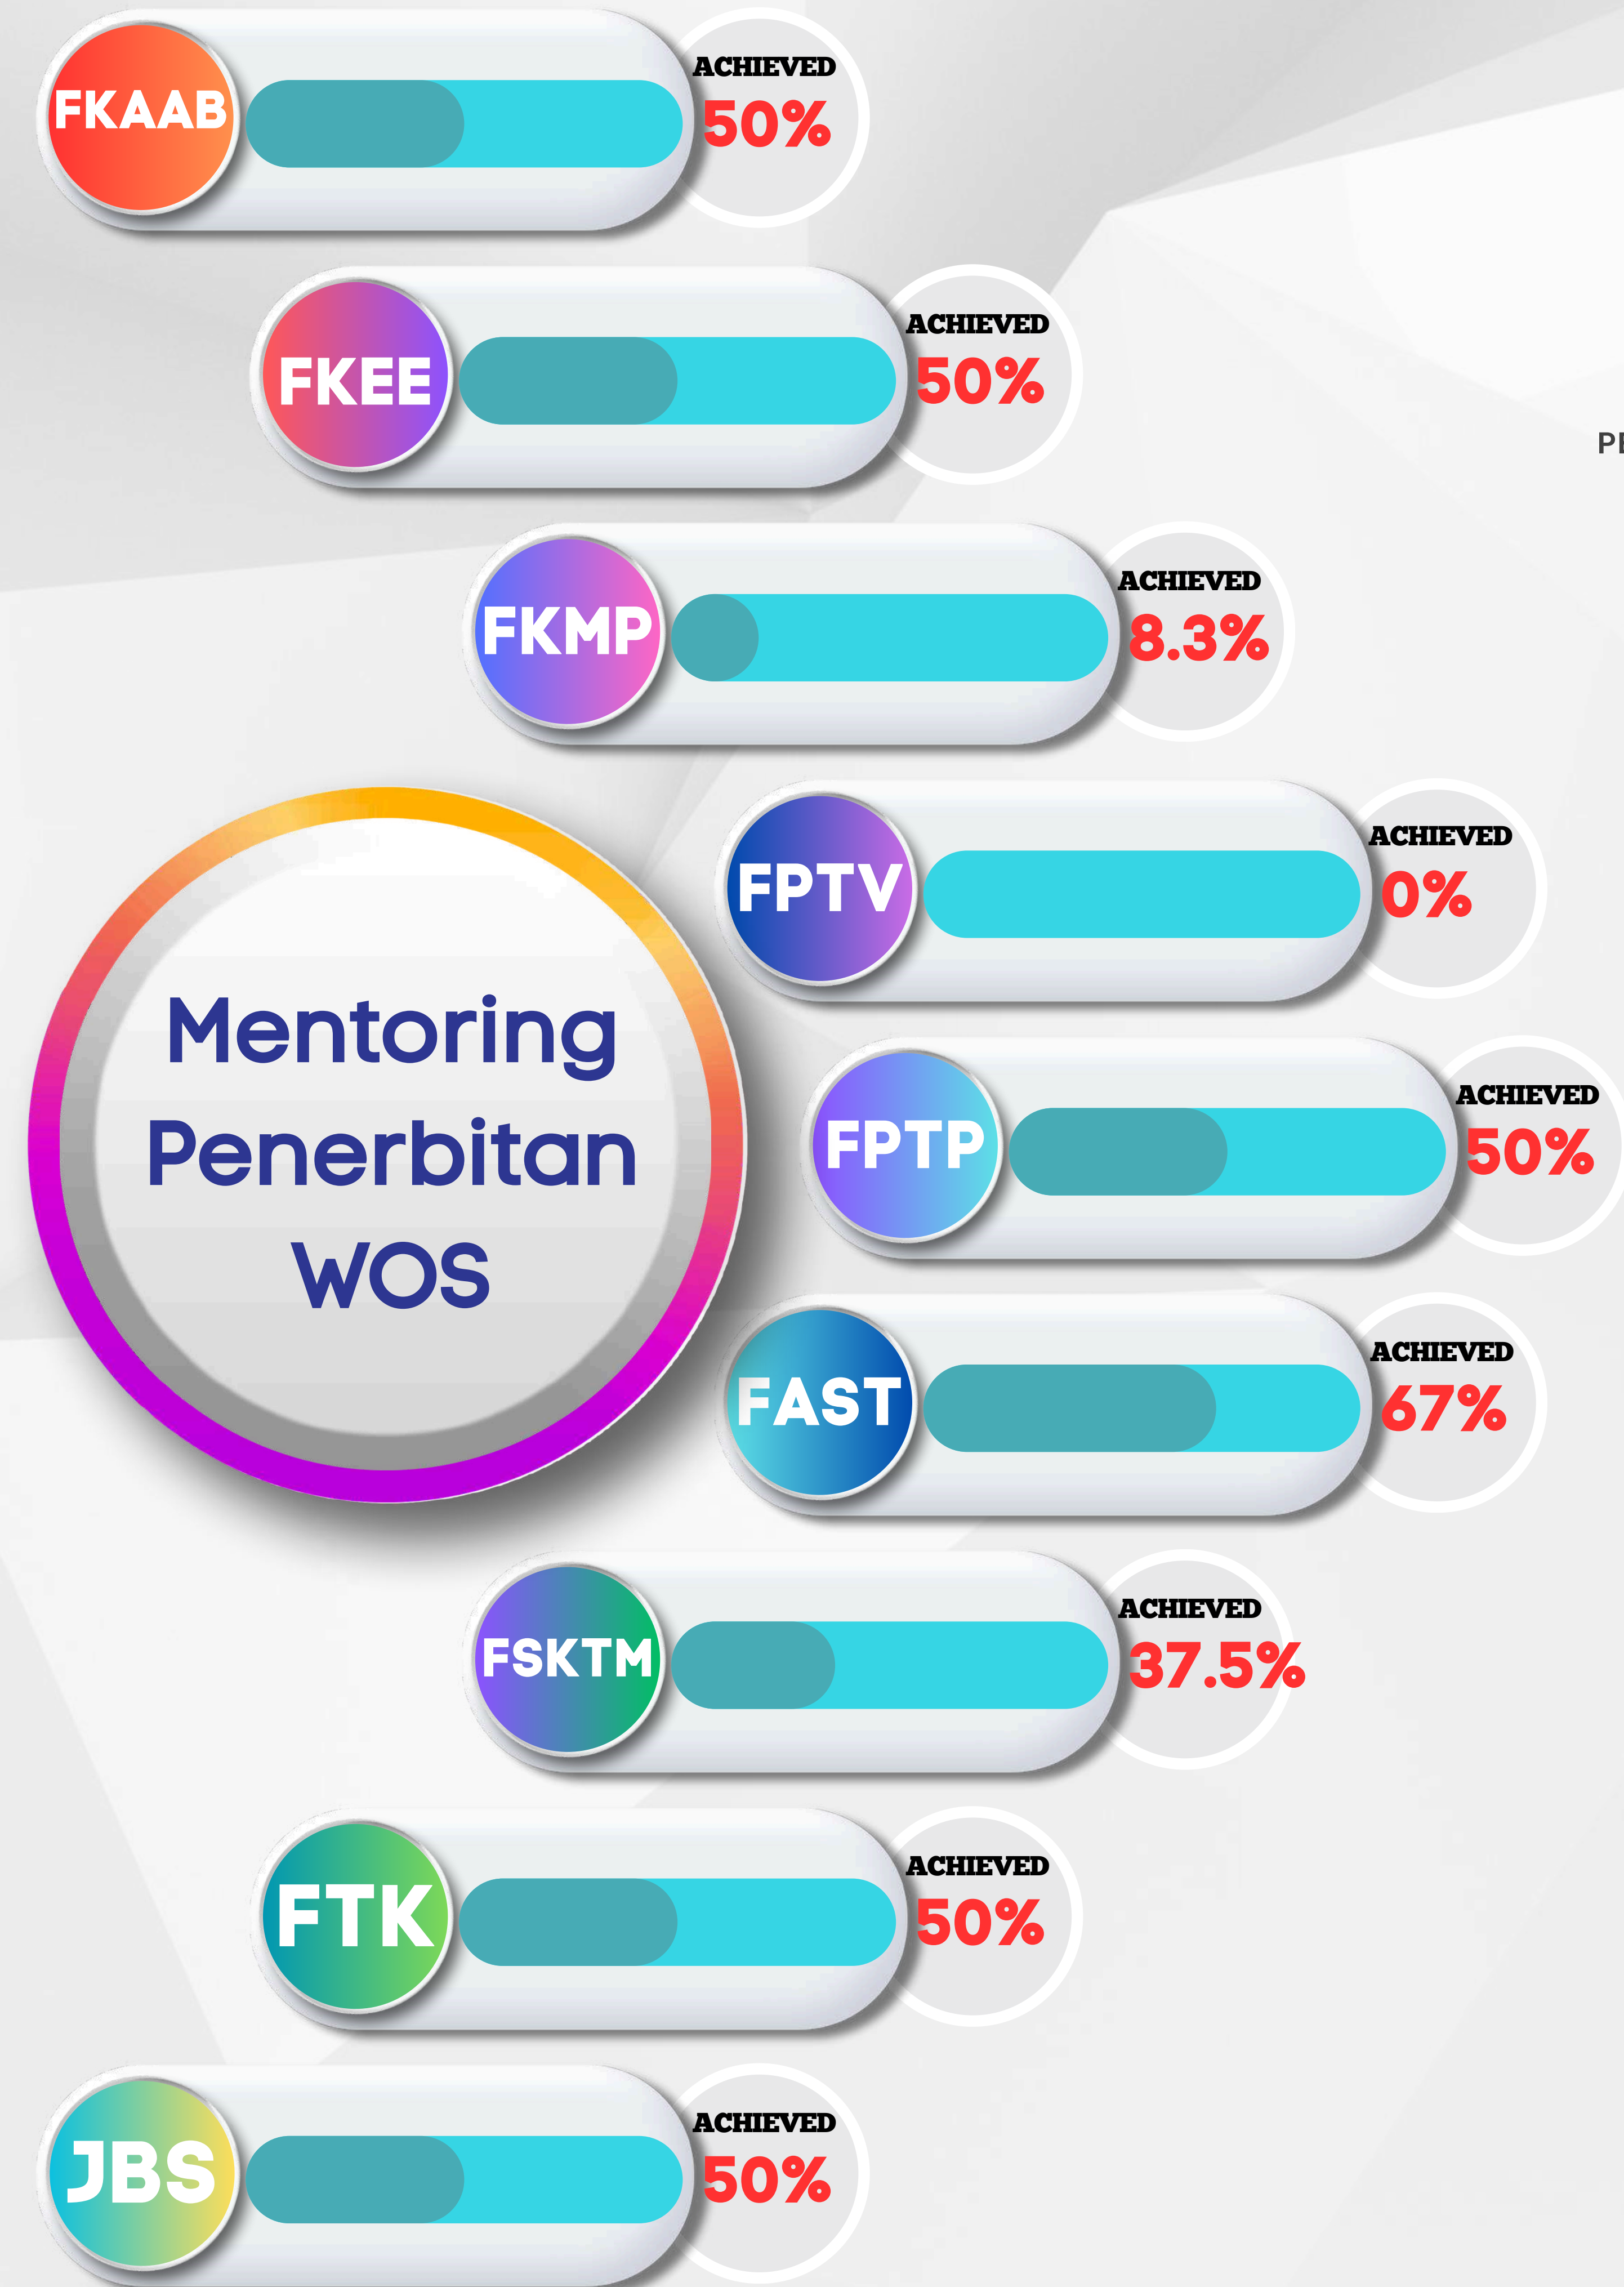 FKAAB
ACHIEVED
50%
FKEE
ACHIEVED
50%
PE
FKMP
ACHIEVED
8.3%
FPTV
ACHIEVED
0%
Mentoring
Penerbitan
WOS
FPTP
ACHIEVED
50%
FAST
ACHIEVED
67%
FSKTM
ACHIEVED
37.5%
FTK
ACHIEVED
50%
JBS
ACHIEVED
50%